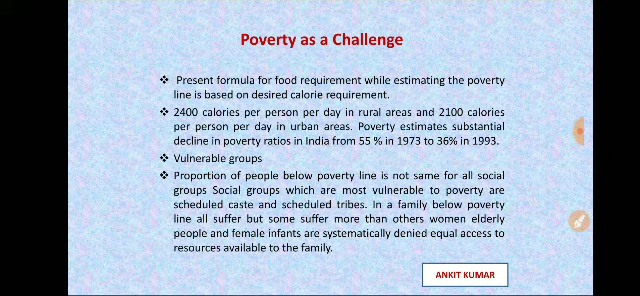 Poverty as a Challenge
❖ Present formula for food requirement while estimating the poverty
line is based on desired calorie requirement.
❖ 2400 calories per person per day in rural areas and 2100 calories
per person per day in urban areas. Poverty estimates substantial
decline in poverty ratios in India from 55 % in 1973 to 36% in 1993.
❖ Vulnerable groups
❖ Proportion of people below poverty line is not same for all social
groups Social groups which are most vulnerable to poverty are
scheduled caste and scheduled tribes. In a family below poverty
line all suffer but some suffer more than others women elderly
people and female infants are systematically denied equal access to
resources available to the family.
ANKIT KUMAR